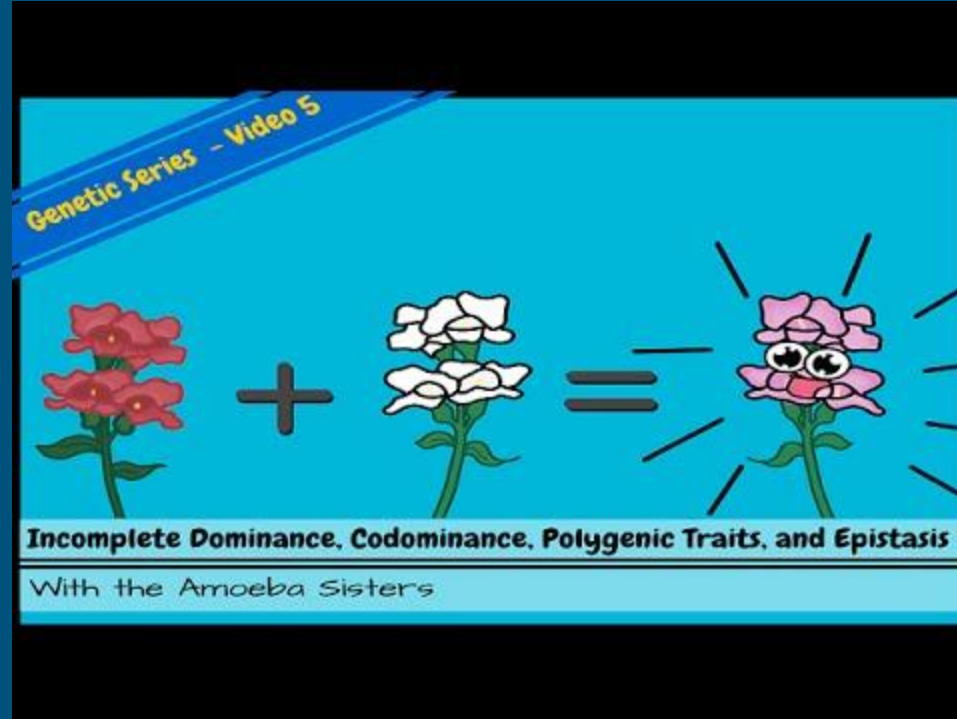 Genetic Series - Video 5
Incomplete Dominance, Codominance, Polygenic Traits, and Epistasis
With the Amoeba Sisters